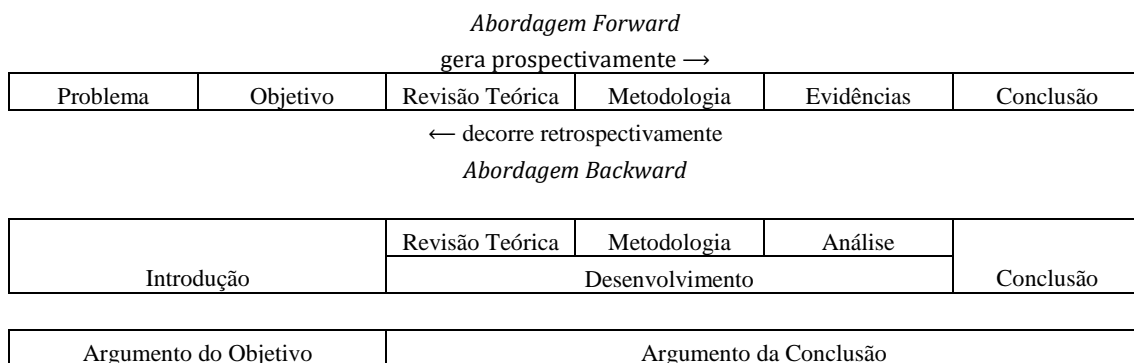 Abordagem Forward
gera prospectivamente ⟶
Problema Objetivo Revisão Teórica Metodologia Evidências Conclusão
⟵ decorre retrospectivamente
Abordagem Backward
Revisão Teórica Metodologia Análise
Introdução Desenvolvimento Conclusão
Argumento do Objetivo Argumento da Conclusão